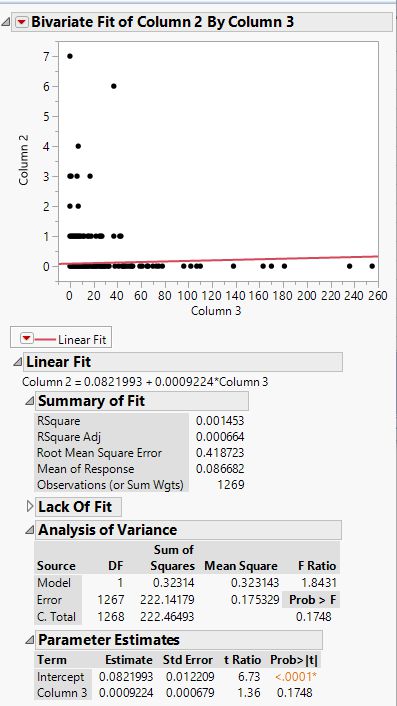 Bivariate Fit of Column 2 By Column 3
7
6
5
4
3
2
1
0
Column 2
0 20 40 60 80 100 120 140 160 180 200 220 240 260
Column 3
Linear Fit
Linear Fit
Column 2 = 0.0821993 + 0.0009224*Column 3
Summary of Fit
RSquare 0.001453
RSquare Adj 0.000664
Root Mean Square Error 0.418723
Mean of Response 0.086682
Observations (or Sum Wgts) 1269
Lack Of Fit
Analysis of Variance
Sum of
Source DF Squares Mean Square F Ratio
Model 1 0.32314 0.323143 1.8431
Error 1267 222.14179 0.175329 Prob > F
C. Total 1268 222.46493 0.1748
Parameter Estimates
Term Estimate Std Error t Ratio Prob>|t|
Intercept 0.0821993 0.012209 6.73 <.0001*
Column 3 0.0009224 0.000679 1.36 0.1748